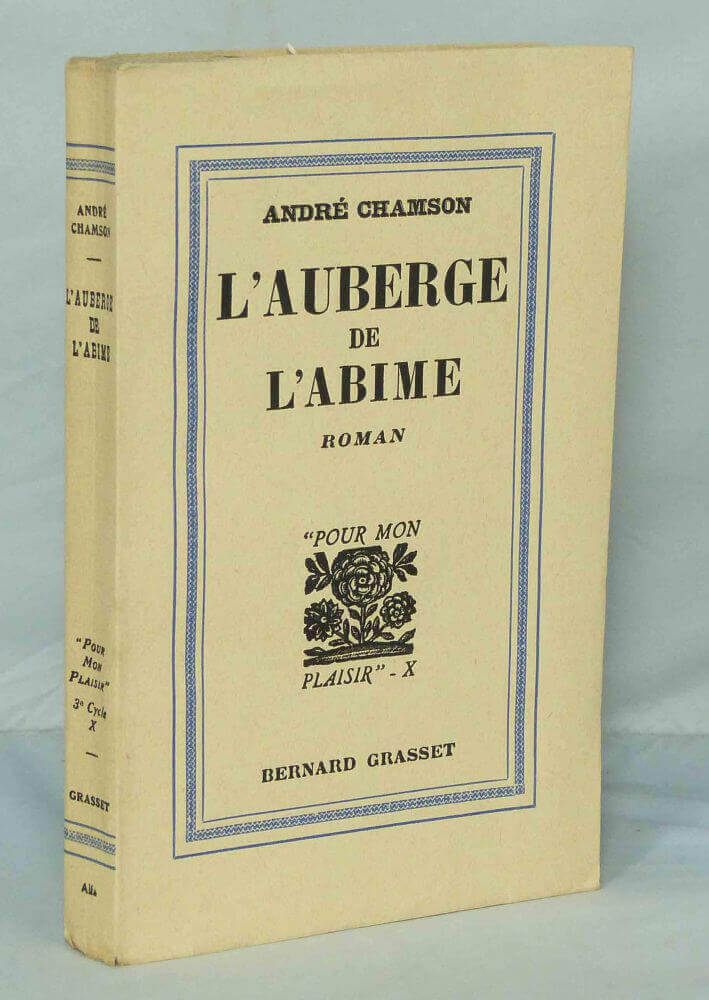 ANDRÉ
CHAMSON
L'AUBERGE
DE
L'ABIME
"POUR
MON
PLAISIR"
3e Cycle
X
GRASSET
Alfa
ANDRÉ CHAMSON
L'AUBERGE
DE
L'ABIME
ROMAN
"POUR MON
PLAISIR" - X
BERNARD GRASSET